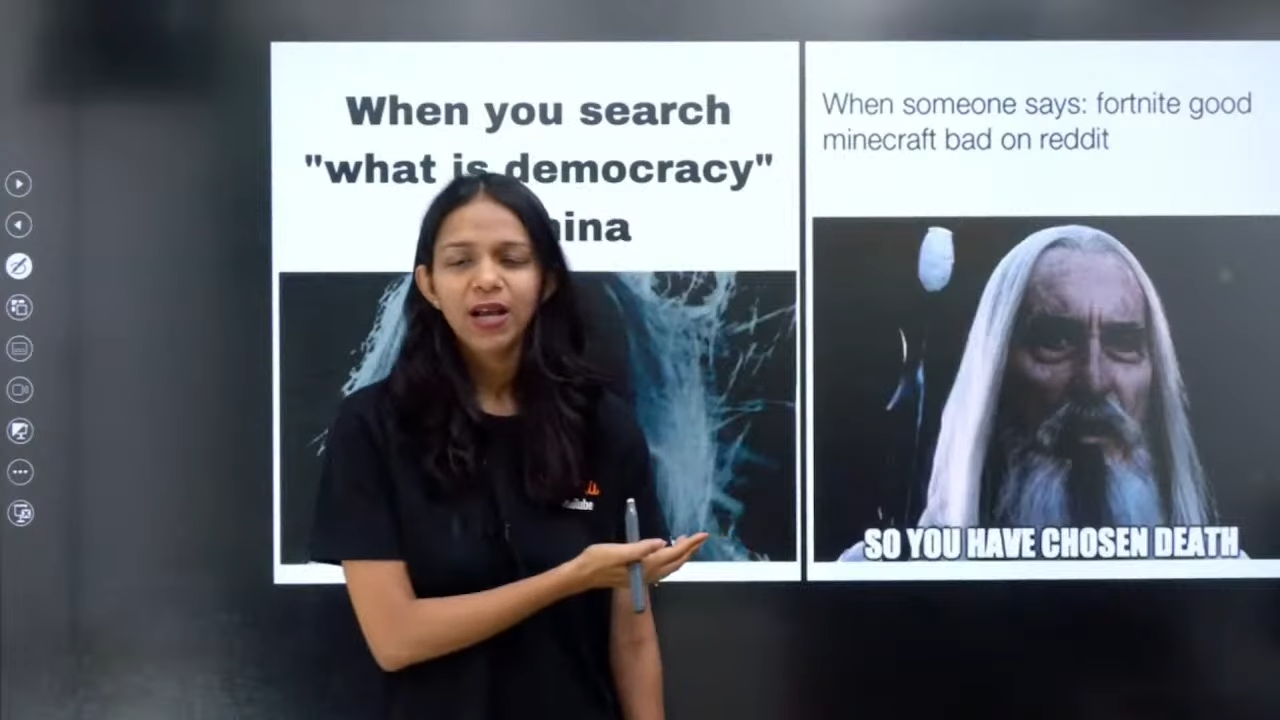 When you search
"what is democracy"
hina
When someone says: fortnite good
minecraft bad on reddit
SO YOU HAVE CHOSEN DEATH